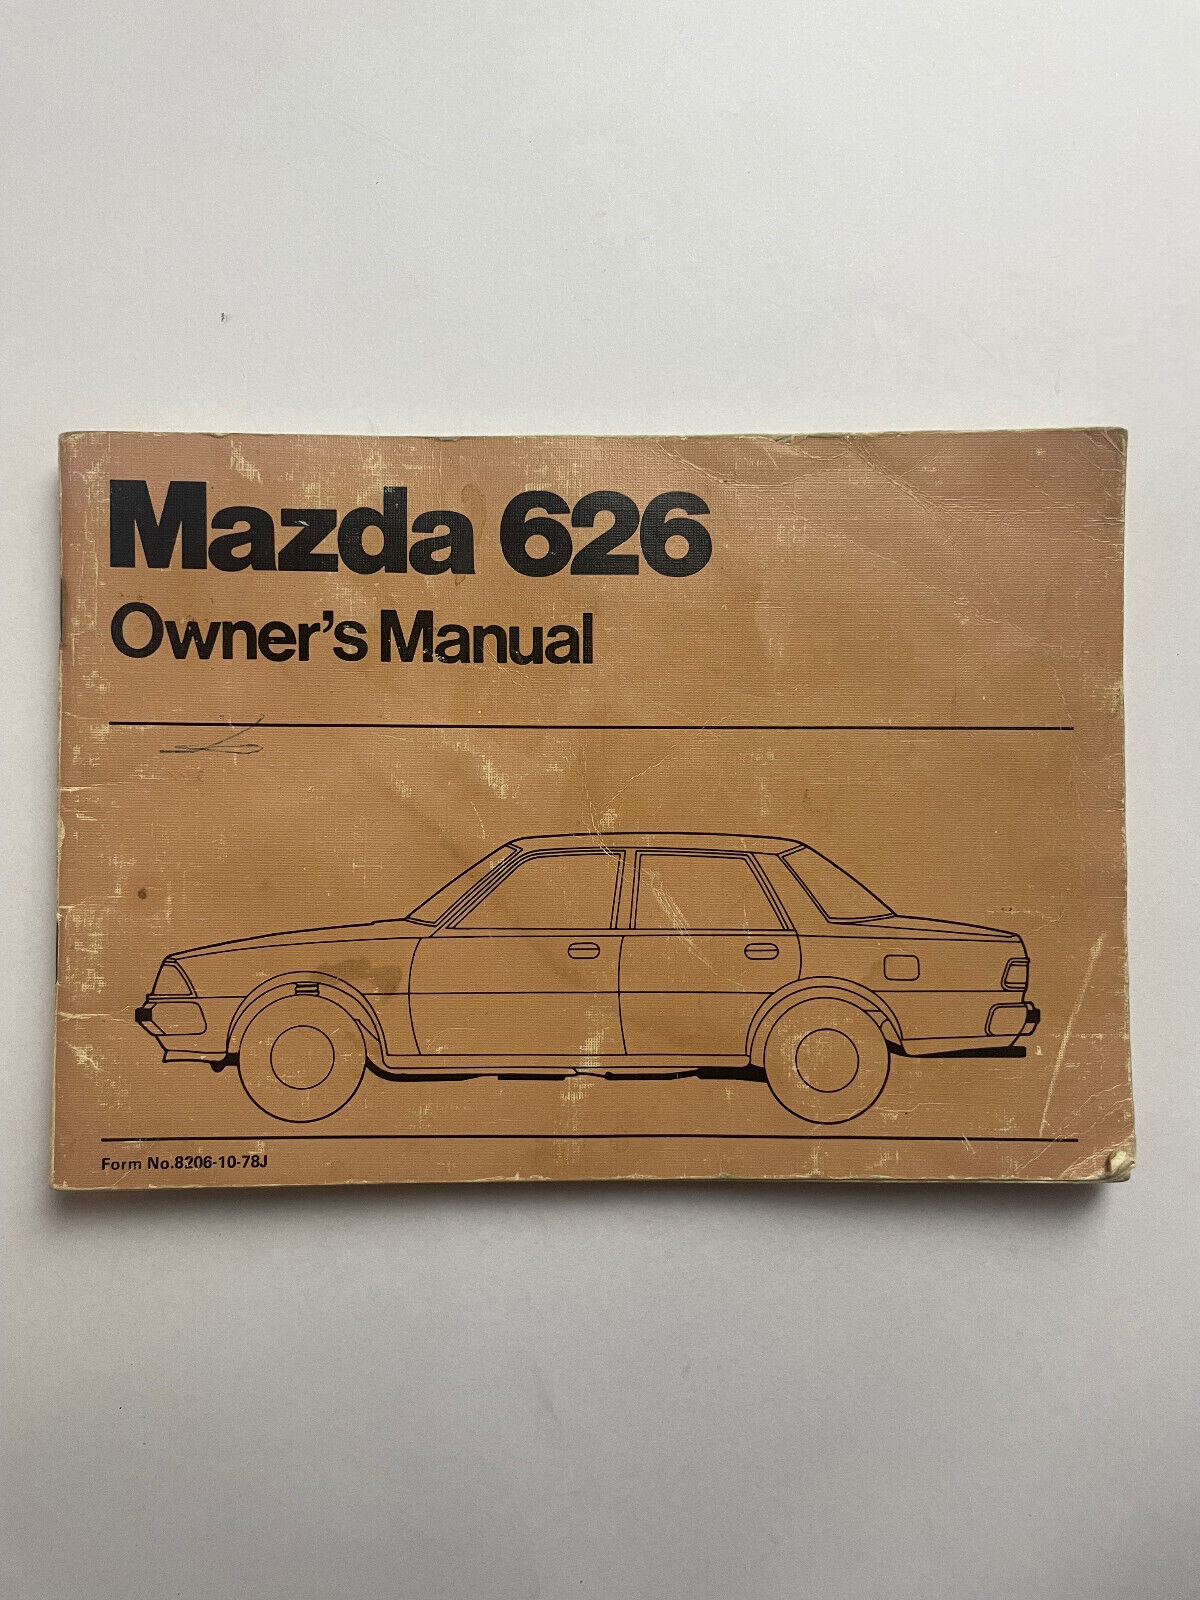 Mazda 626
Owner's Manual
Form No.8206-10-78J